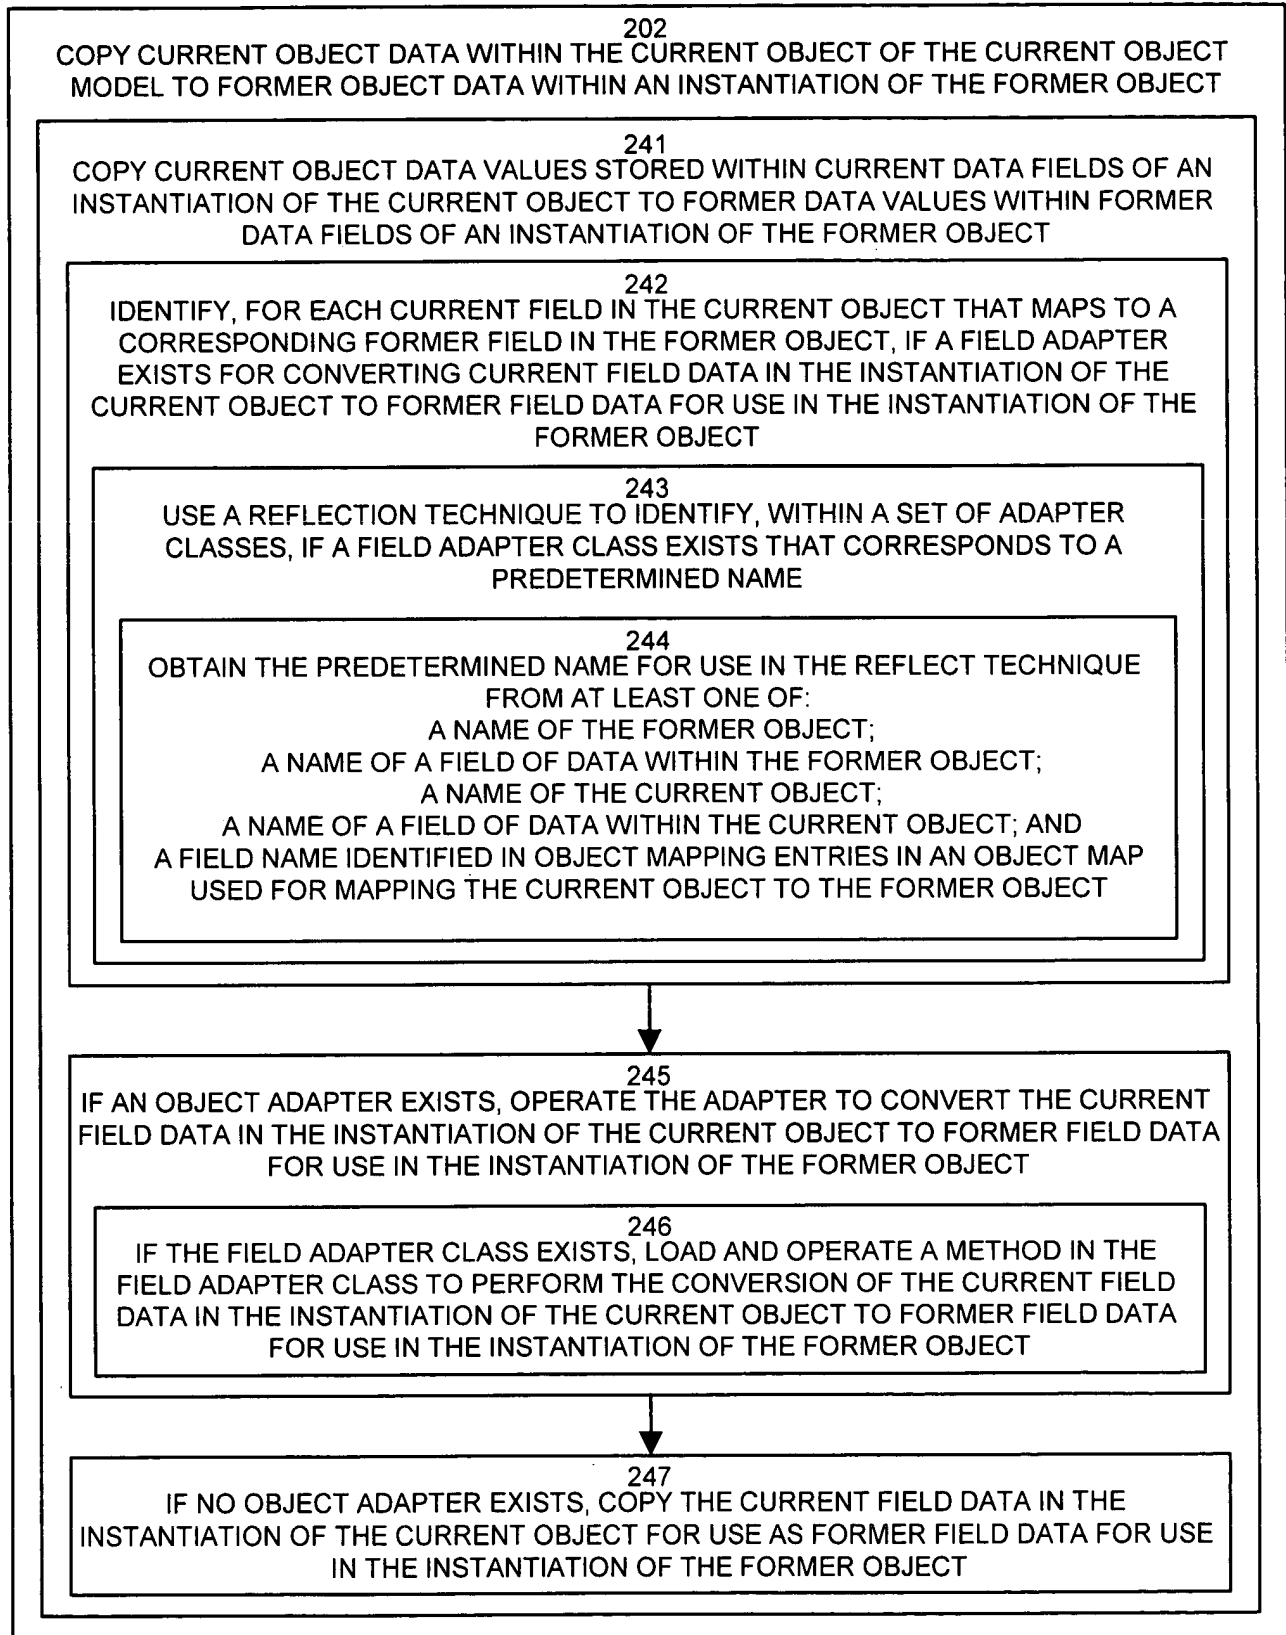 202
COPY CURRENT OBJECT DATA WITHIN THE CURRENT OBJECT OF THE CURRENT OBJECT
MODEL TO FORMER OBJECT DATA WITHIN AN INSTANTIATION OF THE FORMER OBJECT
241
COPY CURRENT OBJECT DATA VALUES STORED WITHIN CURRENT DATA FIELDS OF AN
INSTANTIATION OF THE CURRENT OBJECT TO FORMER DATA VALUES WITHIN FORMER
DATA FIELDS OF AN INSTANTIATION OF THE FORMER OBJECT
242
IDENTIFY, FOR EACH CURRENT FIELD IN THE CURRENT OBJECT THAT MAPS TO A
CORRESPONDING FORMER FIELD IN THE FORMER OBJECT, IF A FIELD ADAPTER
EXISTS FOR CONVERTING CURRENT FIELD DATA IN THE INSTANTIATION OF THE
CURRENT OBJECT TO FORMER FIELD DATA FOR USE IN THE INSTANTIATION OF THE
FORMER OBJECT
243
USE A REFLECTION TECHNIQUE TO IDENTIFY, WITHIN A SET OF ADAPTER
CLASSES, IF A FIELD ADAPTER CLASS EXISTS THAT CORRESPONDS TO A
PREDETERMINED NAME
244
OBTAIN THE PREDETERMINED NAME FOR USE IN THE REFLECT TECHNIQUE
FROM AT LEAST ONE OF:
A NAME OF THE FORMER OBJECT;
A NAME OF A FIELD OF DATA WITHIN THE FORMER OBJECT;
A NAME OF THE CURRENT OBJECT;
A NAME OF A FIELD OF DATA WITHIN THE CURRENT OBJECT; AND
A FIELD NAME IDENTIFIED IN OBJECT MAPPING ENTRIES IN AN OBJECT MAP
USED FOR MAPPING THE CURRENT OBJECT TO THE FORMER OBJECT
245
IF AN OBJECT ADAPTER EXISTS, OPERATE THE ADAPTER TO CONVERT THE CURRENT
FIELD DATA IN THE INSTANTIATION OF THE CURRENT OBJECT TO FORMER FIELD DATA
FOR USE IN THE INSTANTIATION OF THE FORMER OBJECT
246
IF THE FIELD ADAPTER CLASS EXISTS, LOAD AND OPERATE A METHOD IN THE
FIELD ADAPTER CLASS TO PERFORM THE CONVERSION OF THE CURRENT FIELD
DATA IN THE INSTANTIATION OF THE CURRENT OBJECT TO FORMER FIELD DATA
FOR USE IN THE INSTANTIATION OF THE FORMER OBJECT
247
IF NO OBJECT ADAPTER EXISTS, COPY THE CURRENT FIELD DATA IN THE
INSTANTIATION OF THE CURRENT OBJECT FOR USE AS FORMER FIELD DATA FOR USE
IN THE INSTANTIATION OF THE FORMER OBJECT